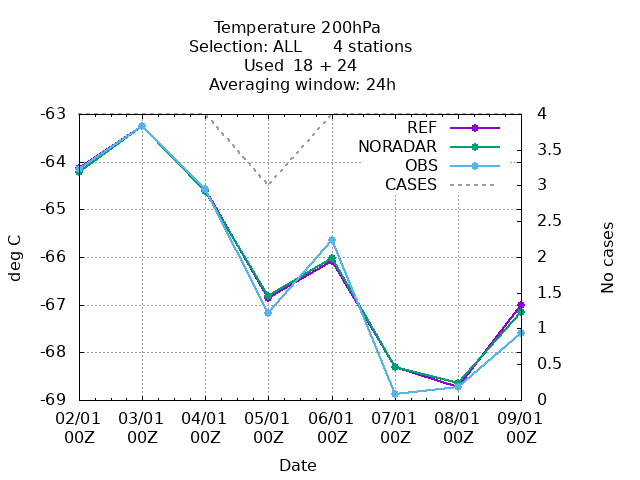 Temperature 200hPa
Selection: ALL      4 stations
Used  18 + 24
Averaging window: 24h
REF
NORADAR
OBS
CASES
deg C
-63
-64
-65
-66
-67
-68
-69
4
3.5
3
2.5
2
1.5
1
0.5
0
No cases
02/01 03/01 04/01 05/01 06/01 07/01 08/01 09/01
00Z 00Z 00Z 00Z 00Z 00Z 00Z 00Z
Date